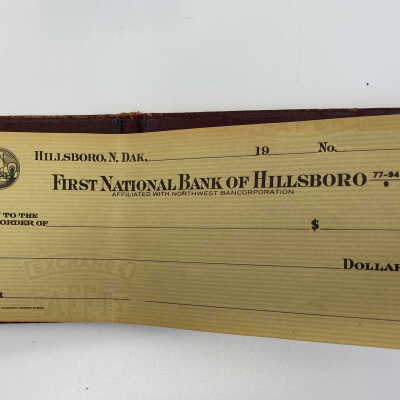 HILLSBORO, N. DAK. 19 No.
FIRST NATIONAL BANK OF HILLSBORO 77-94
AFFILIATED WITH NORTHWEST BANCORPORATION
TO THE
ORDER OF $
DOLLAR
EXCHANGE
SAFETY